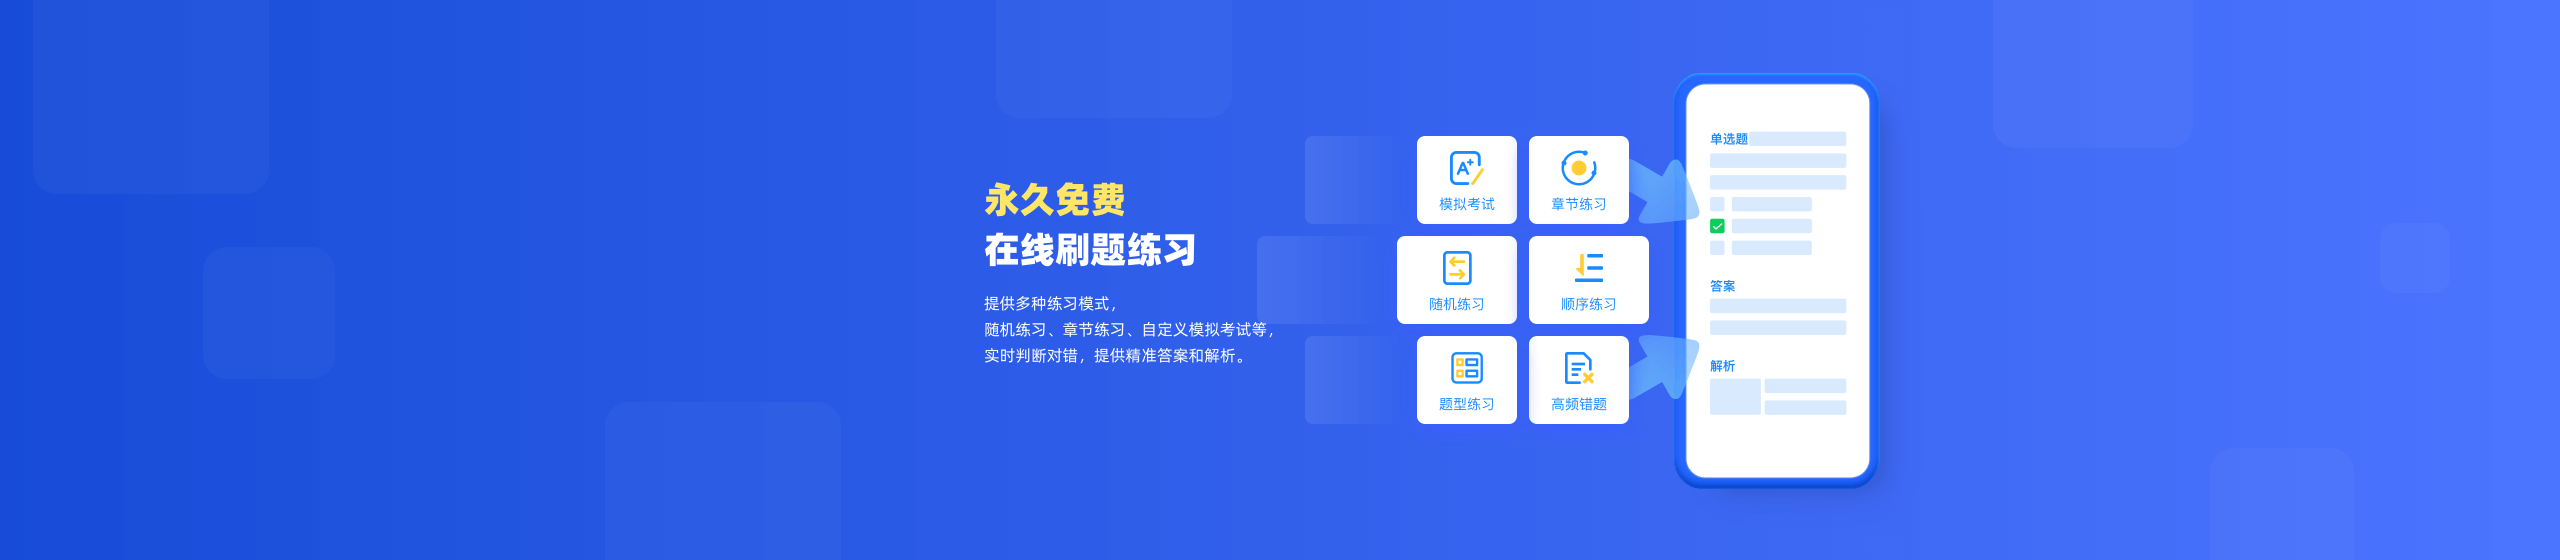 永久免费
在线刷题练习
提供多种练习模式，
随机练习、章节练习、自定义模拟考试等，
实时判断对错，提供精准答案和解析。
模拟考试
章节练习
随机练习
顺序练习
题型练习
高频错题
单选题
答案
解析